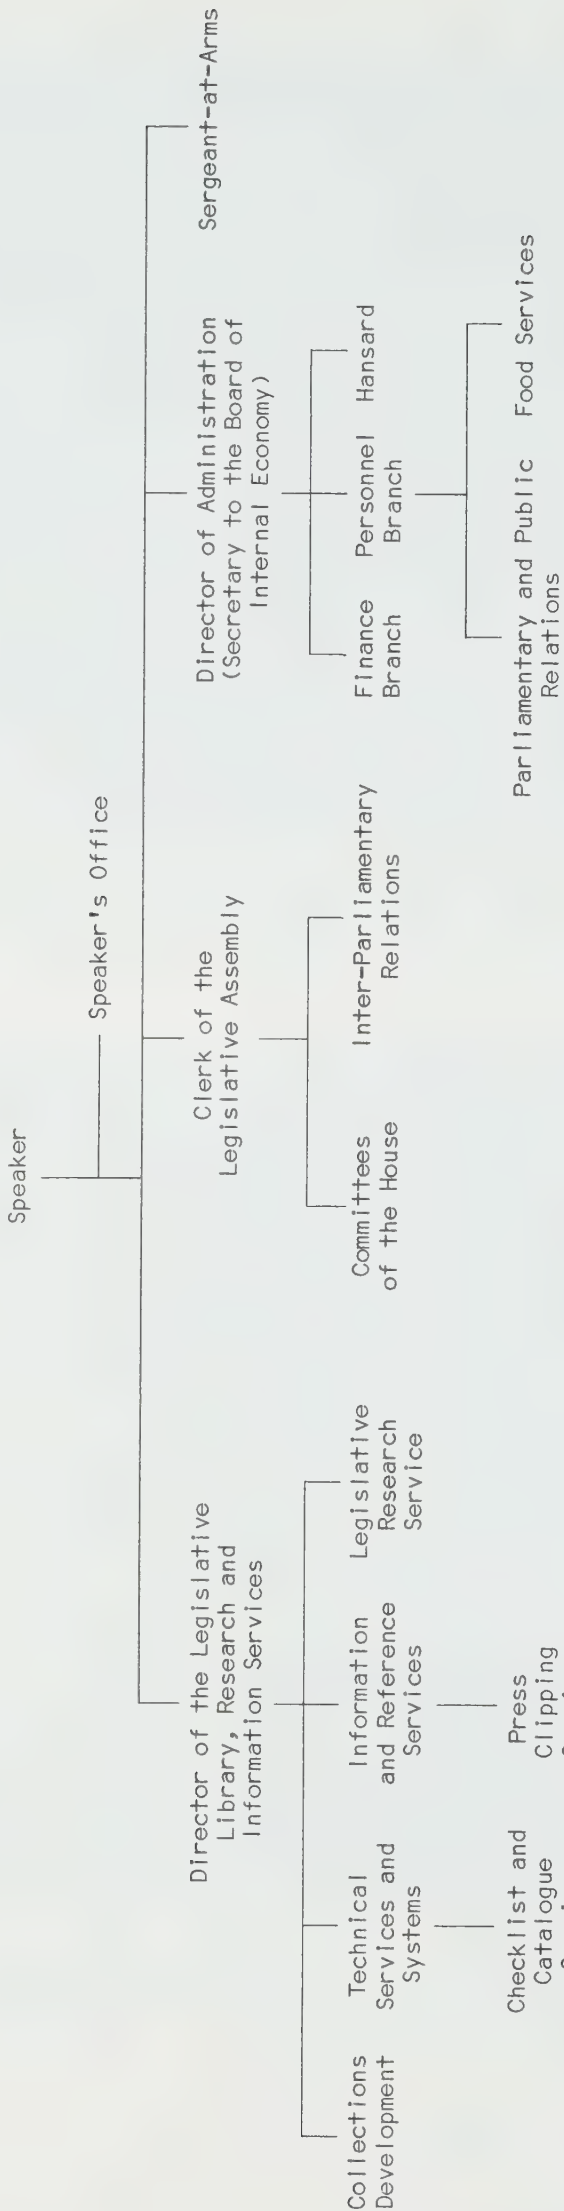 Speaker
Speaker's Office
Director of the Legislative
Library, Research and
Information Services
Clerk of the
Legislative Assembly
Director of Administration
(Secretary to the Board of
Internal Economy)
Sergeant-at-Arms
Collections
Development
Technical
Services and
Systems
Information
and Reference
Services
Legislative
Research
Service
Committees
of the House
Inter-Parliamentary
Relations
Finance
Branch
Personnel
Branch
Hansard
Checklist and
Catalogue
Press
Clipping
Parliamentary and Public
Relations
Food Services